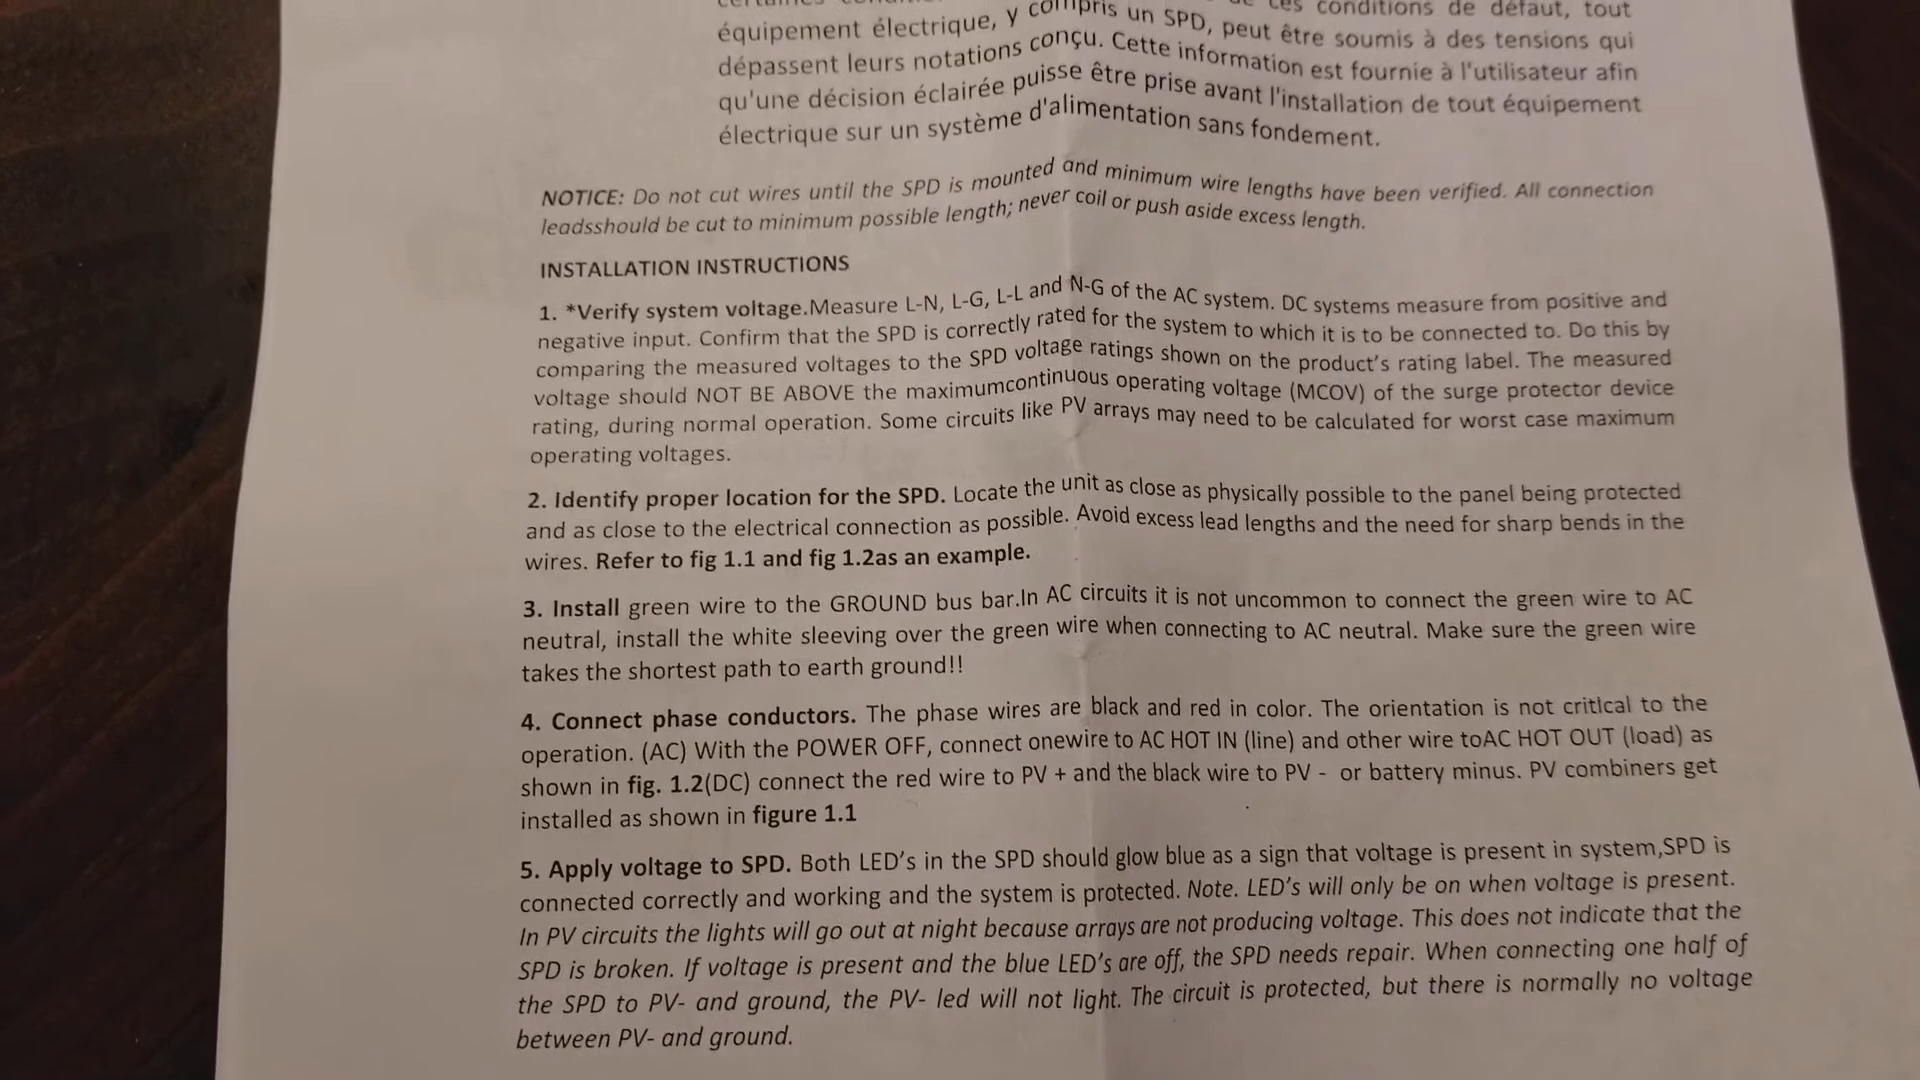 conditions de défaut, tout
équipement électrique, y compris un SPD, peut être soumis à des tensions qui
dépassent leurs notations conçu. Cette information est fournie à l'utilisateur afin
qu'une décision éclairée puisse être prise avant l'installation de tout équipement
électrique sur un système d'alimentation sans fondement.
NOTICE: Do not cut wires until the SPD is mounted and minimum wire lengths have been verified. All connection
leadsshould be cut to minimum possible length; never coil or push aside excess length.
INSTALLATION INSTRUCTIONS
1. *Verify system voltage.Measure L-N, L-G, L-L and N-G of the AC system. DC systems measure from positive and
negative input. Confirm that the SPD is correctly rated for the system to which it is to be connected to. Do this by
comparing the measured voltages to the SPD voltage ratings shown on the product's rating label. The measured
voltage should NOT BE ABOVE the maximumcontinuous operating voltage (MCOV) of the surge protector device
rating, during normal operation. Some circuits like PV arrays may need to be calculated for worst case maximum
operating voltages.
2. Identify proper location for the SPD. Locate the unit as close as physically possible to the panel being protected
and as close to the electrical connection as possible. Avoid excess lead lengths and the need for sharp bends in the
wires. Refer to fig 1.1 and fig 1.2as an example.
3. Install green wire to the GROUND bus bar.In AC circuits it is not uncommon to connect the green wire to AC
neutral, install the white sleeving over the green wire when connecting to AC neutral. Make sure the green wire
takes the shortest path to earth ground!!
4. Connect phase conductors. The phase wires are black and red in color. The orientation is not critical to the
operation. (AC) With the POWER OFF, connect onewire to AC HOT IN (line) and other wire toAC HOT OUT (load) as
shown in fig. 1.2(DC) connect the red wire to PV + and the black wire to PV - or battery minus. PV combiners get
installed as shown in figure 1.1
5. Apply voltage to SPD. Both LED's in the SPD should glow blue as a sign that voltage is present in system,SPD is
connected correctly and working and the system is protected. Note. LED's will only be on when voltage is present.
In PV circuits the lights will go out at night because arrays are not producing voltage. This does not indicate that the
SPD is broken. If voltage is present and the blue LED's are off, the SPD needs repair. When connecting one half of
the SPD to PV- and ground, the PV- led will not light. The circuit is protected, but there is normally no voltage
between PV- and ground.